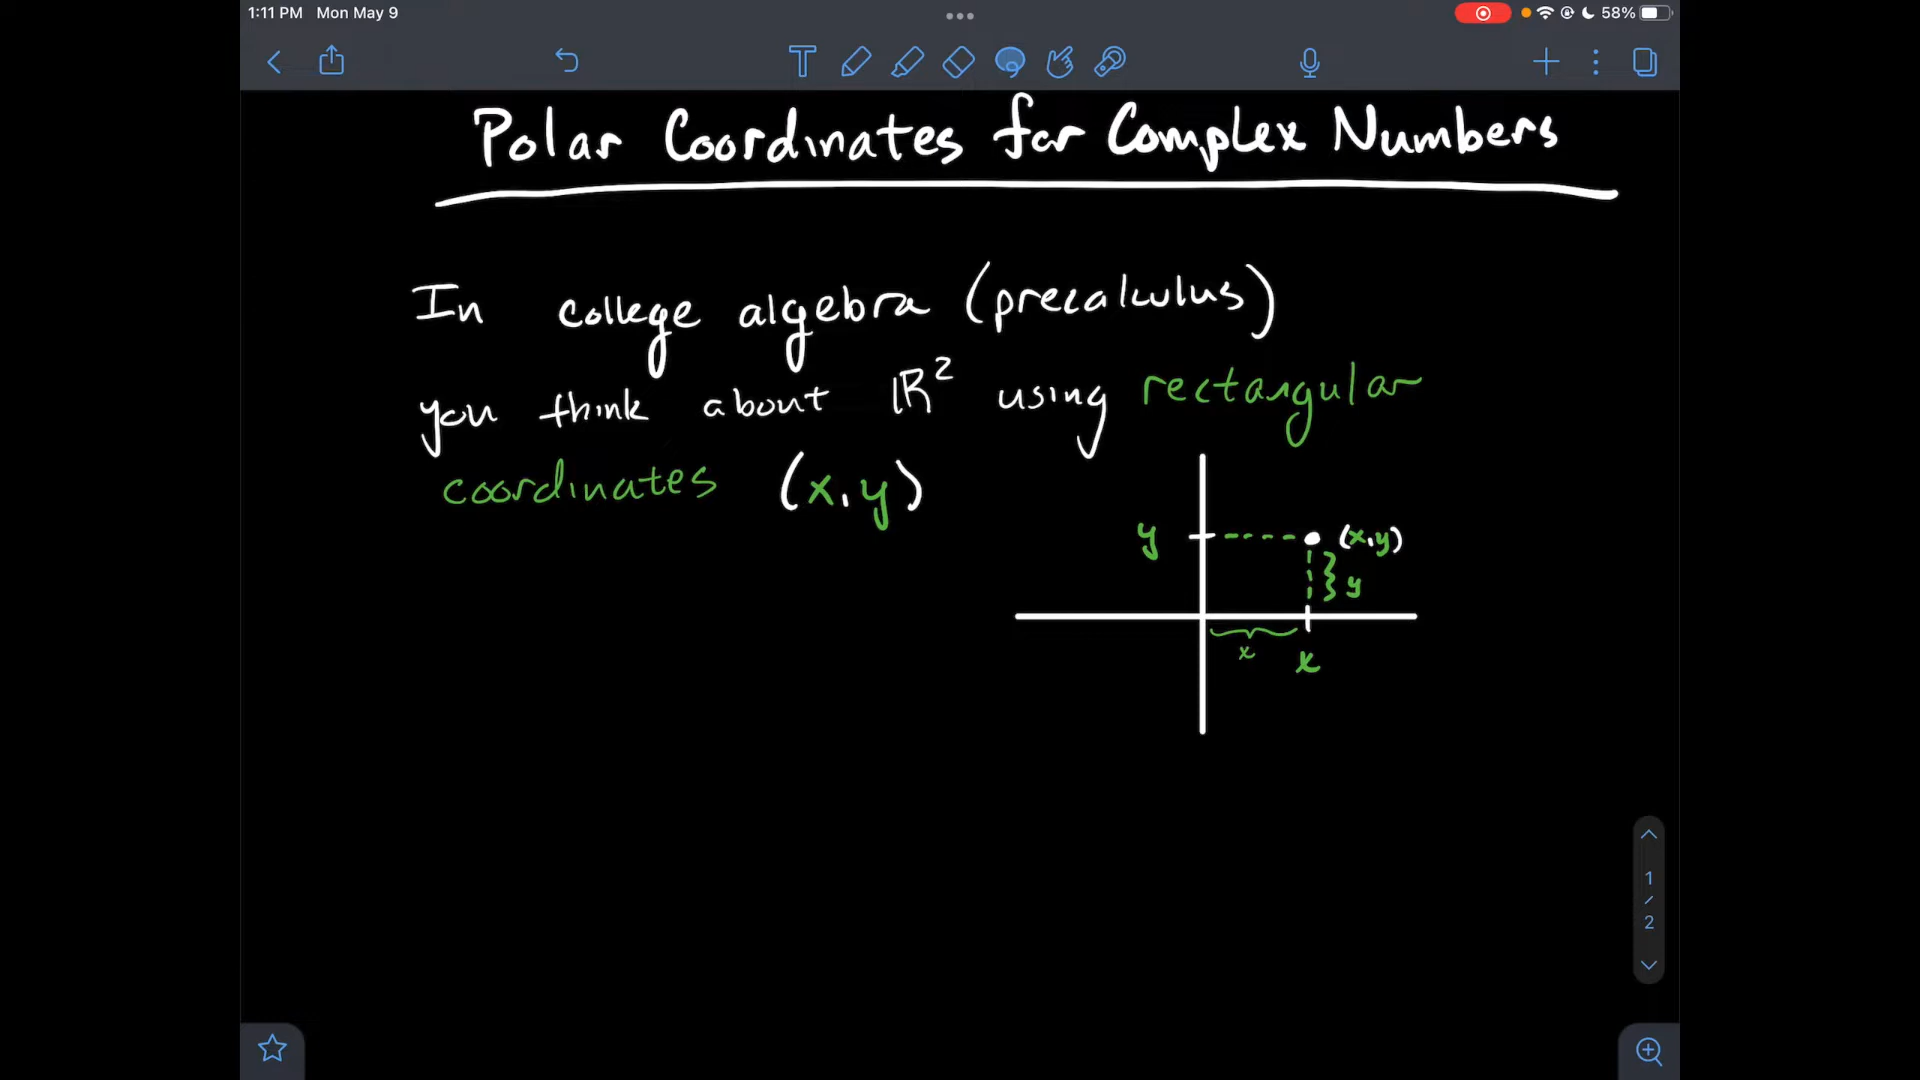 1:11 PM Mon May 9
58%
Polar Coordinates for Complex Numbers
In college algebra (precalculus)
you think about ℝ² using rectangular
coordinates (x,y)
y (x,y)
y
x x
1
/
2